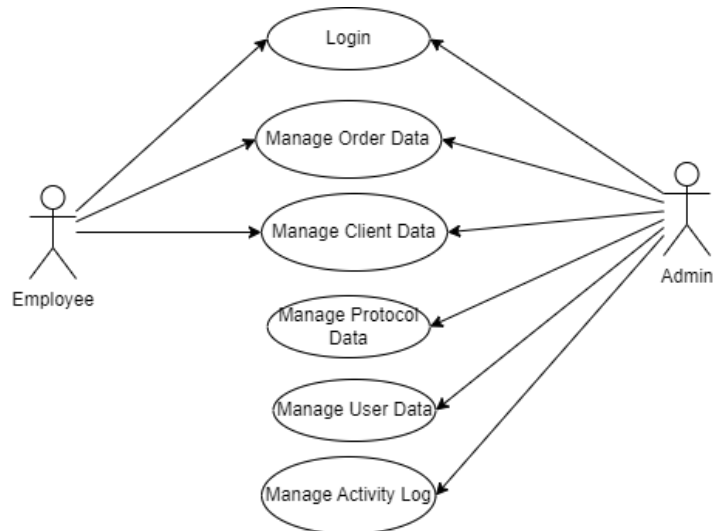 Login
Manage Order Data
Manage Client Data
Employee
Admin
Manage Protocol
Data
Manage User Data
Manage Activity Log